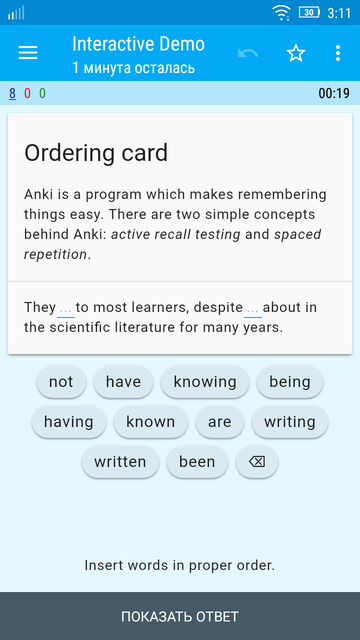 30 3:11
Interactive Demo
1 минута осталась
8 0 0 00:19
Ordering card
Anki is a program which makes remembering
things easy. There are two simple concepts
behind Anki: active recall testing and spaced
repetition.
They ... to most learners, despite ... about in
the scientific literature for many years.
not have knowing being
having known are writing
written been
Insert words in proper order.
ПОКАЗАТЬ ОТВЕТ